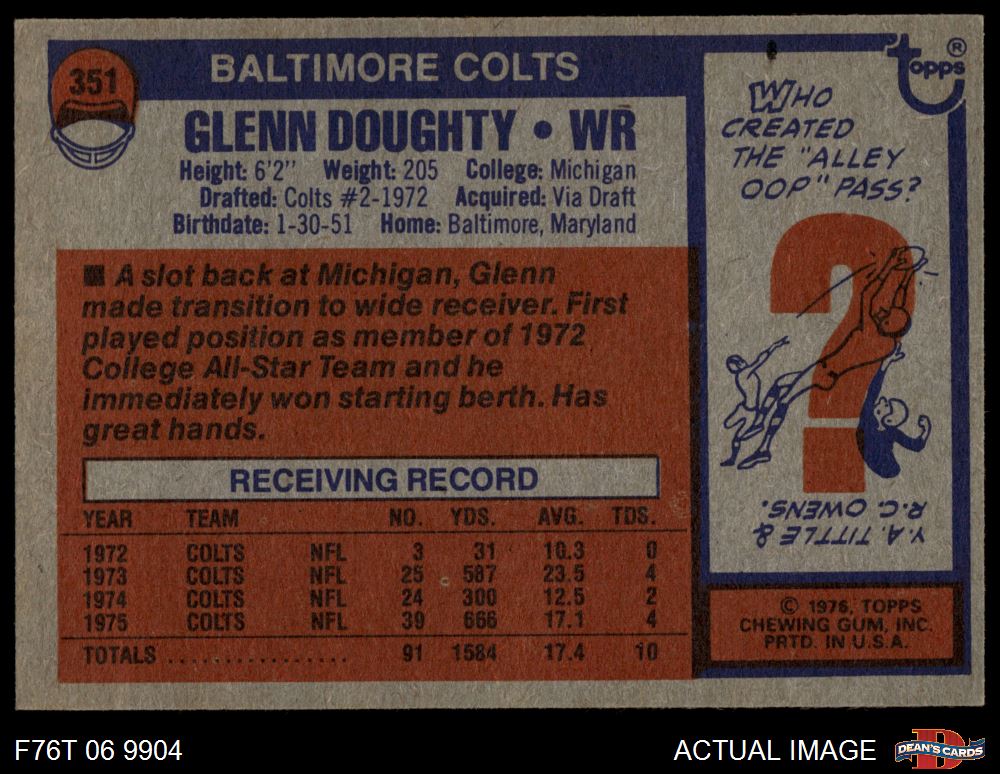 351
BALTIMORE COLTS
GLENN DOUGHTY • WR
Height: 6'2" Weight: 205 College: Michigan
Drafted: Colts #2-1972 Acquired: Via Draft
Birthdate: 1-30-51 Home: Baltimore, Maryland
■ A slot back at Michigan, Glenn
made transition to wide receiver. First
played position as member of 1972
College All-Star Team and he
immediately won starting berth. Has
great hands.
RECEIVING RECORD
YEAR TEAM NO. YDS. AVG. TDS.
1972 COLTS NFL 3 31 10.3 0
1973 COLTS NFL 25 587 23.5 4
1974 COLTS NFL 24 300 12.5 2
1975 COLTS NFL 39 666 17.1 4
TOTALS ................ 91 1584 17.4 10
topps ®
WHO
CREATED
THE "ALLEY
OOP" PASS?
Y.A. TITTLE &
R.C. OWENS.
© 1976, TOPPS
CHEWING GUM, INC.
PRTD. IN U.S.A.
F76T 06 9904
ACTUAL IMAGE
D
DEAN'S CARDS